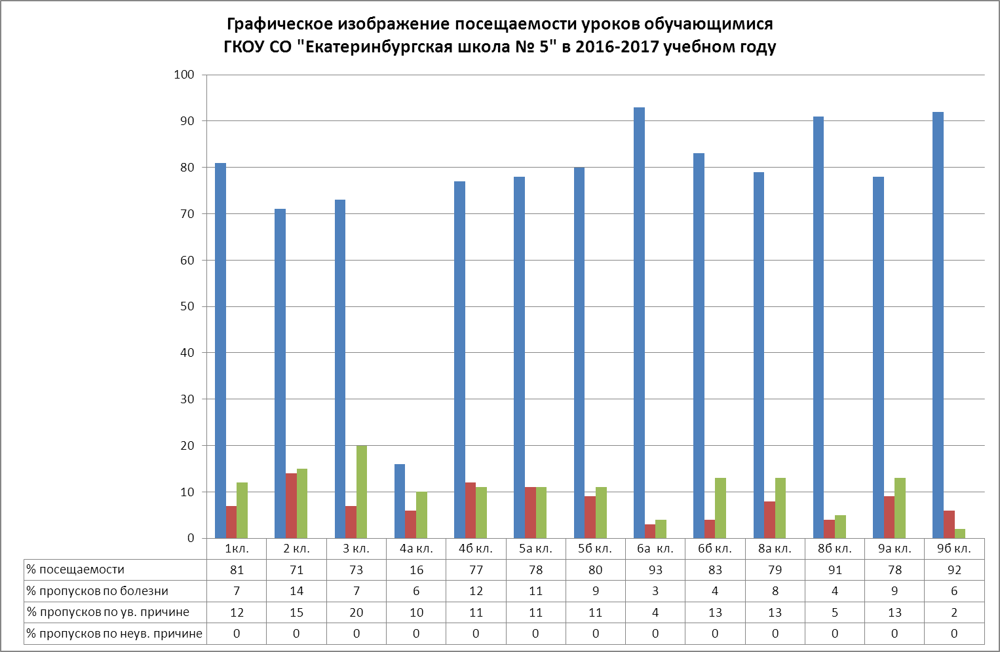 Графическое изображение посещаемости уроков обучающимися
ГКОУ СО "Екатеринбургская школа № 5" в 2016-2017 учебном году
100
90
80
70
60
50
40
30
20
10
0
1кл. 2 кл. 3 кл. 4а кл. 4б кл. 5а кл. 5б кл. 6а  кл. 6б кл. 8а кл. 8б кл. 9а кл. 9б кл.
% посещаемости 81 71 73 16 77 78 80 93 83 79 91 78 92
% пропусков по болезни 7 14 7 6 12 11 9 3 4 8 4 9 6
% пропусков по ув. причине 12 15 20 10 11 11 11 4 13 13 5 13 2
% пропусков по неув. причине 0 0 0 0 0 0 0 0 0 0 0 0 0